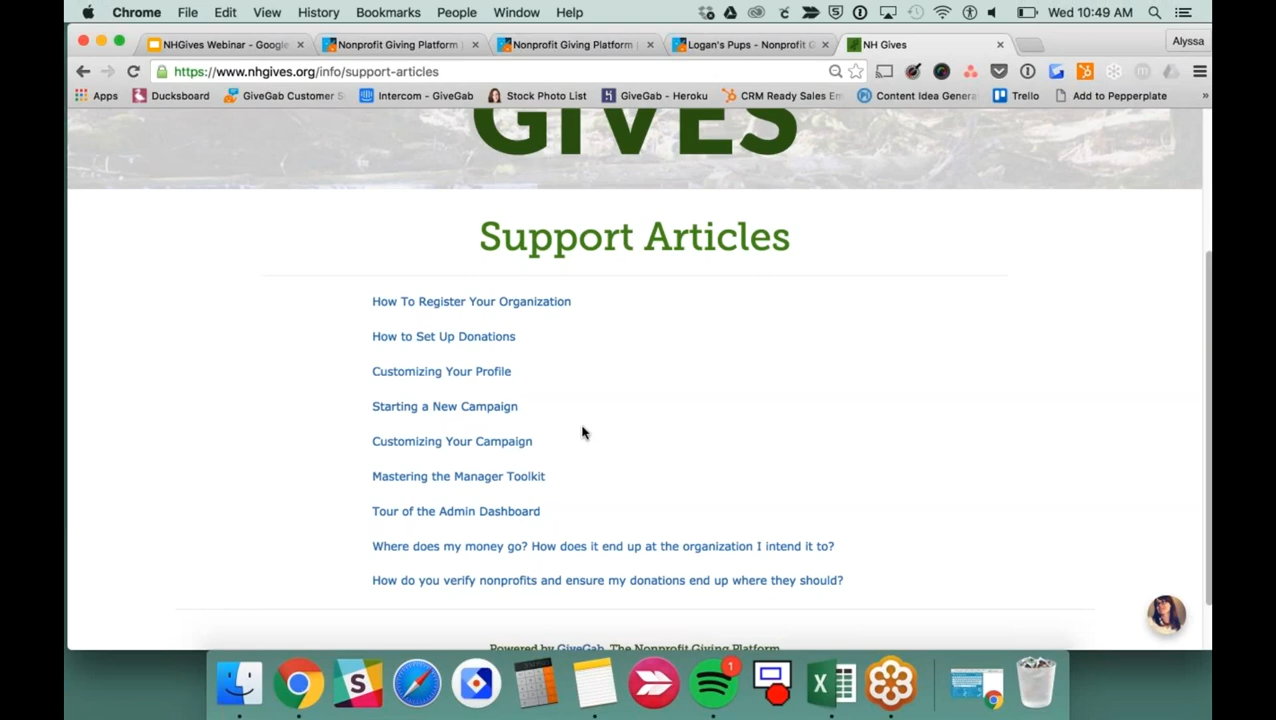 Chrome File Edit View History Bookmarks People Window Help Wed 10:49 AM
NHGives Webinar - Google Nonprofit Giving Platform Nonprofit Giving Platform Logan's Pups - Nonprofit G NH Gives Alyssa
https://www.nhgives.org/info/support-articles
Apps Ducksboard GiveGab Customer S Intercom - GiveGab Stock Photo List GiveGab - Heroku CRM Ready Sales En Content Idea Genera Trello Add to Pepperplate »
GIVES
Support Articles
How To Register Your Organization
How to Set Up Donations
Customizing Your Profile
Starting a New Campaign
Customizing Your Campaign
Mastering the Manager Toolkit
Tour of the Admin Dashboard
Where does my money go? How does it end up at the organization I intend it to?
How do you verify nonprofits and ensure my donations end up where they should?
Powered by GiveGab, The Nonprofit Giving Platform
1